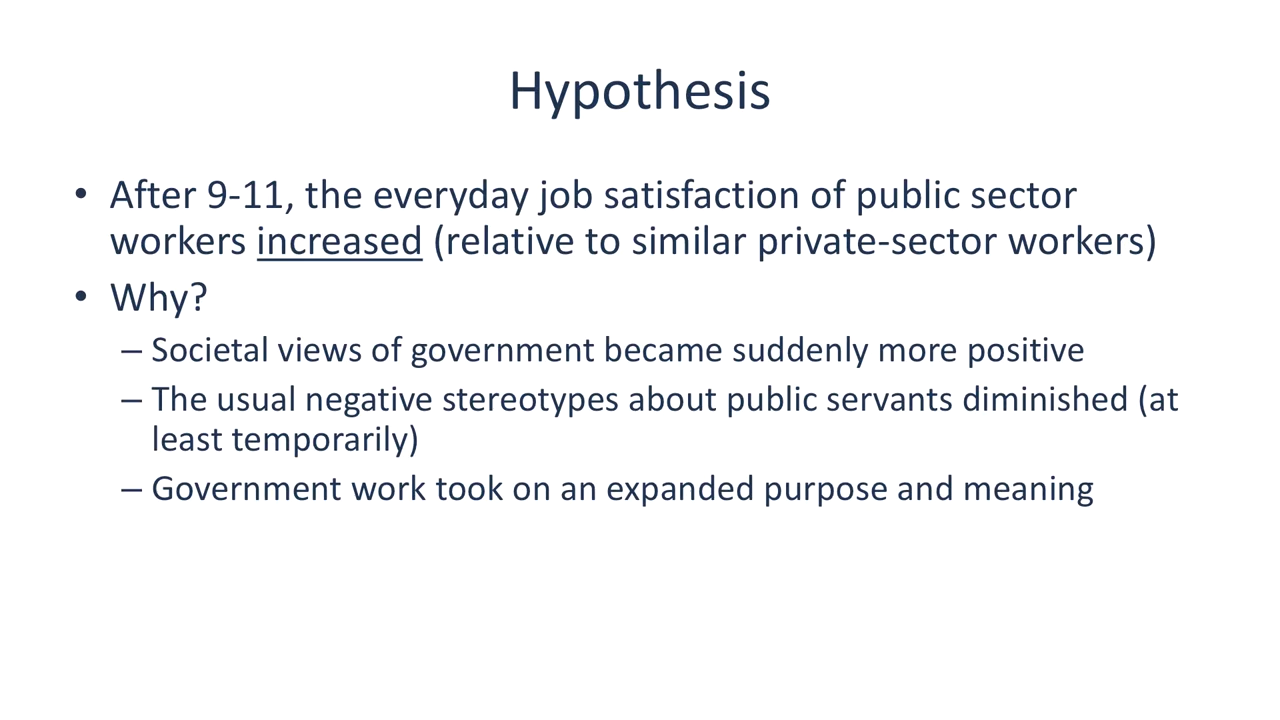 Hypothesis
• After 9-11, the everyday job satisfaction of public sector
workers increased (relative to similar private-sector workers)
• Why?
– Societal views of government became suddenly more positive
– The usual negative stereotypes about public servants diminished (at
least temporarily)
– Government work took on an expanded purpose and meaning